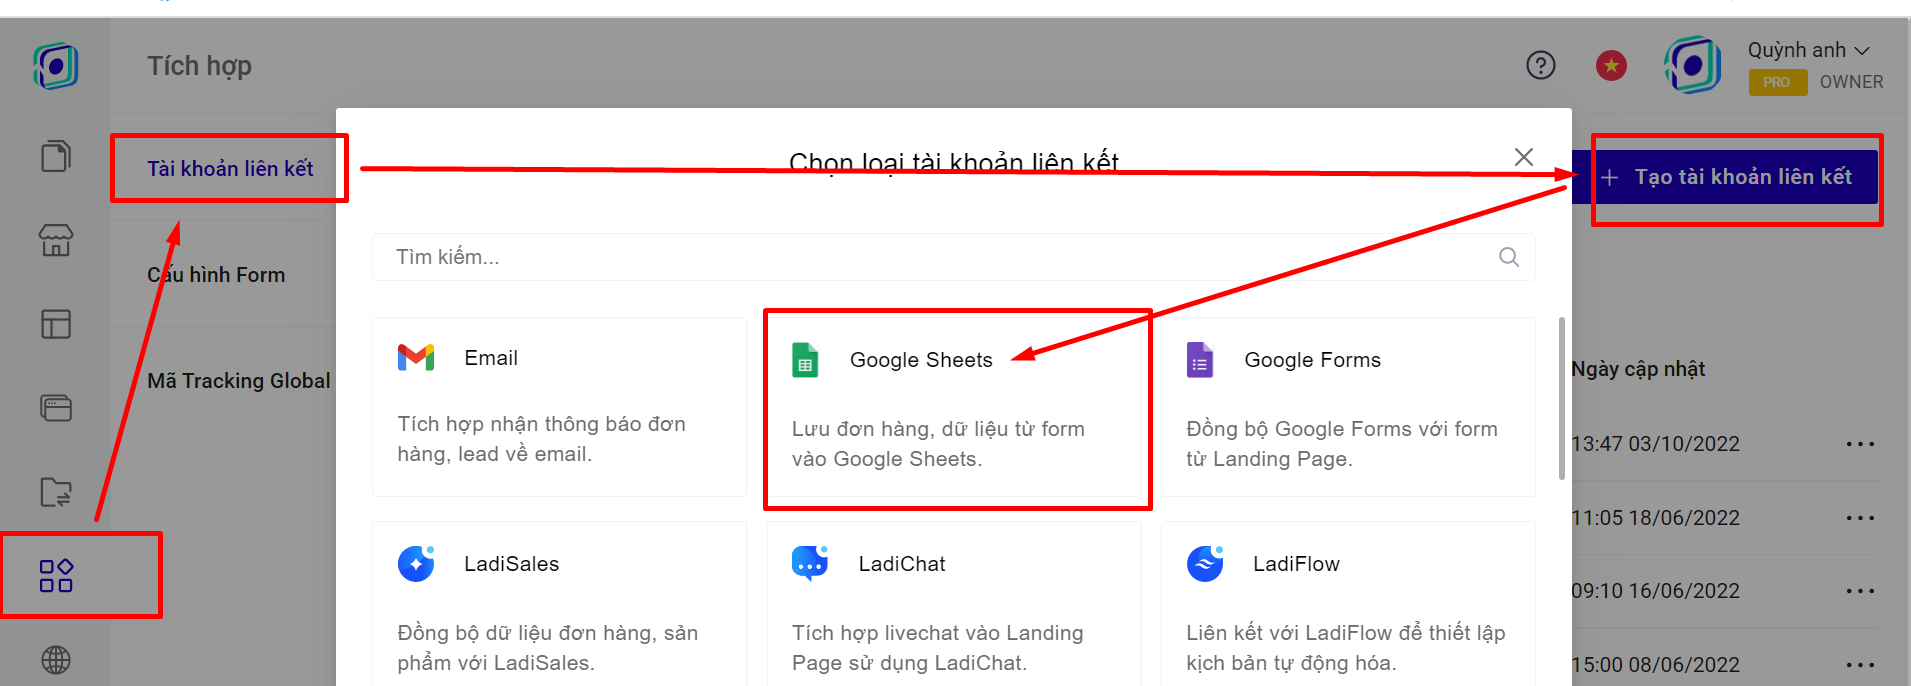 Tích hợp
Quỳnh anh
PRO OWNER
Tài khoản liên kết
Cấu hình Form
Mã Tracking Global
Chọn loại tài khoản liên kết
Tạo tài khoản liên kết
Tìm kiếm...
Email
Tích hợp nhận thông báo đơn
hàng, lead về email.
Google Sheets
Lưu đơn hàng, dữ liệu từ form
vào Google Sheets.
Google Forms
Đồng bộ Google Forms với form
từ Landing Page.
LadiSales
Đồng bộ dữ liệu đơn hàng, sản
phẩm với LadiSales.
LadiChat
Tích hợp livechat vào Landing
Page sử dụng LadiChat.
LadiFlow
Liên kết với LadiFlow để thiết lập
kịch bản tự động hóa.
Ngày cập nhật
13:47 03/10/2022
11:05 18/06/2022
09:10 16/06/2022
15:00 08/06/2022